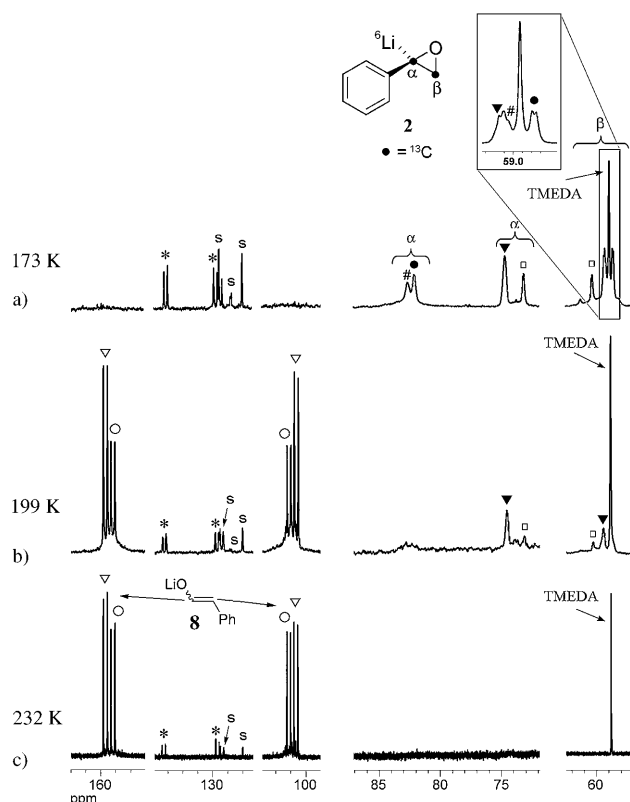 ⁶Li
O
α
β
2
● = ¹³C
▼ # ●
59.0
β
TMEDA
173 K
a)
* * s s s
α
# ●
α
▼ □
□
199 K
b)
▽ ○
* * s s s
○ ▽
▼ □
□ ▼
TMEDA
232 K
c)
▽ ○
LiO
Ph
8
* * s s
○ ▽
TMEDA
160 130 100 85 80 75 60
ppm